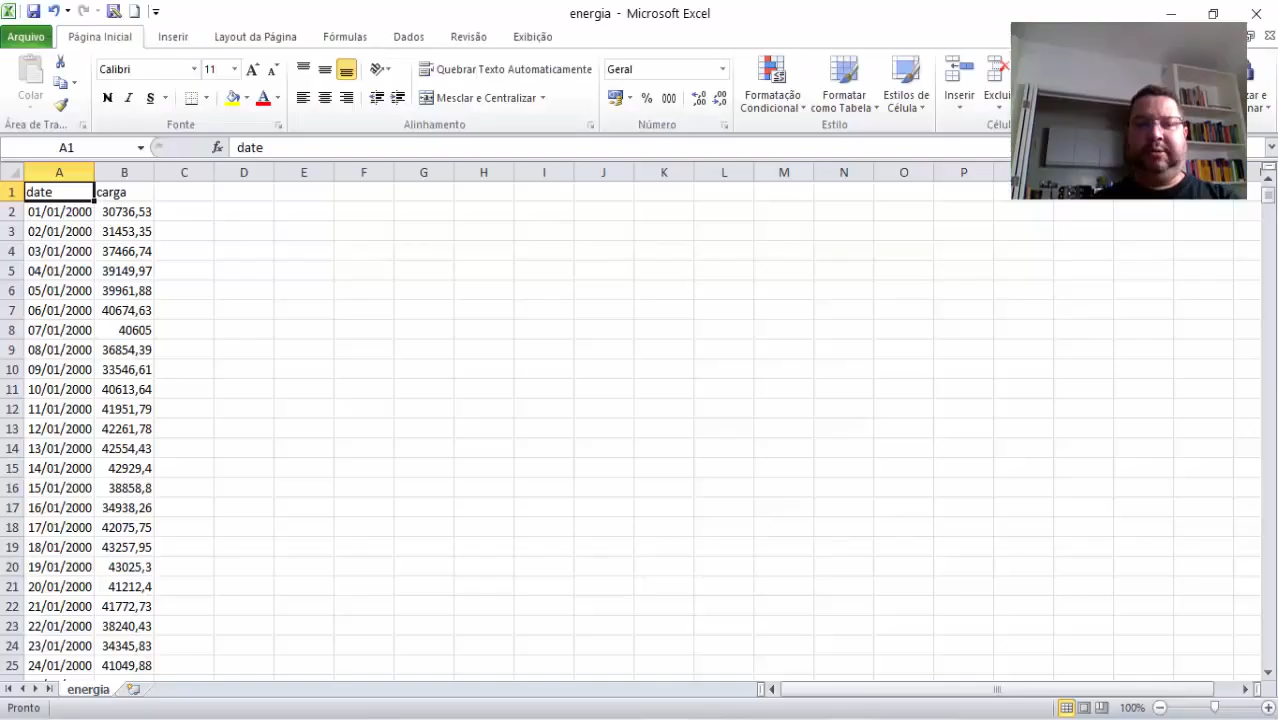 energia - Microsoft Excel
Arquivo Página Inicial Inserir Layout da Página Fórmulas Dados Revisão Exibição
Colar
Calibri 11
N I S
Quebrar Texto Automaticamente
Mesclar e Centralizar
Geral
% 000
Formatação Condicional
Formatar como Tabela
Estilos de Célula
Inserir
Exclui
Área de Tra... Fonte Alinhamento Número Estilo Célul
A1 fx date
A B C D E F G H I J K L M N O P
1 date carga
2 01/01/2000 30736,53
3 02/01/2000 31453,35
4 03/01/2000 37466,74
5 04/01/2000 39149,97
6 05/01/2000 39961,88
7 06/01/2000 40674,63
8 07/01/2000 40605
9 08/01/2000 36854,39
10 09/01/2000 33546,61
11 10/01/2000 40613,64
12 11/01/2000 41951,79
13 12/01/2000 42261,78
14 13/01/2000 42554,43
15 14/01/2000 42929,4
16 15/01/2000 38858,8
17 16/01/2000 34938,26
18 17/01/2000 42075,75
19 18/01/2000 43257,95
20 19/01/2000 43025,3
21 20/01/2000 41212,4
22 21/01/2000 41772,73
23 22/01/2000 38240,43
24 23/01/2000 34345,83
25 24/01/2000 41049,88
energia
Pronto 100%